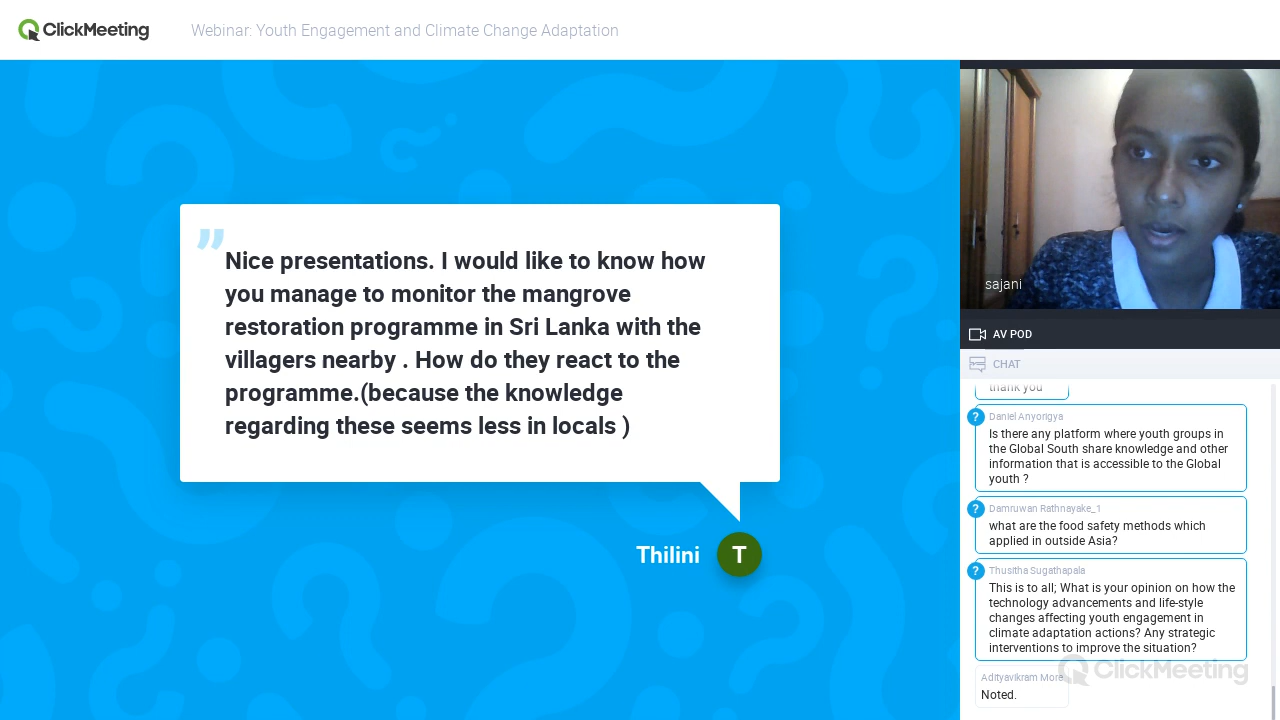 ClickMeeting
Webinar: Youth Engagement and Climate Change Adaptation
”
Nice presentations. I would like to know how
you manage to monitor the mangrove
restoration programme in Sri Lanka with the
villagers nearby . How do they react to the
programme.(because the knowledge
regarding these seems less in locals )
Thilini
T
sajani
AV POD
CHAT
thank you
?
Daniel Anyorigya
Is there any platform where youth groups in
the Global South share knowledge and other
information that is accessible to the Global
youth ?
?
Damruwan Rathnayake_1
what are the food safety methods which
applied in outside Asia?
?
Thusitha Sugathapala
This is to all; What is your opinion on how the
technology advancements and life-style
changes affecting youth engagement in
climate adaptation actions? Any strategic
interventions to improve the situation?
ClickMeeting
Adityavikram More
Noted.